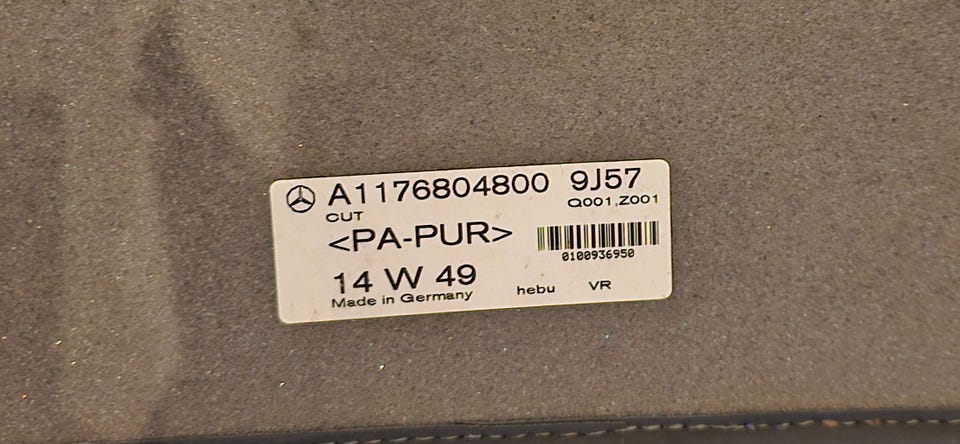 A1176804800 9J57
CUT Q001,Z001
<PA-PUR>
0100936950
14 W 49
Made in Germany hebu VR